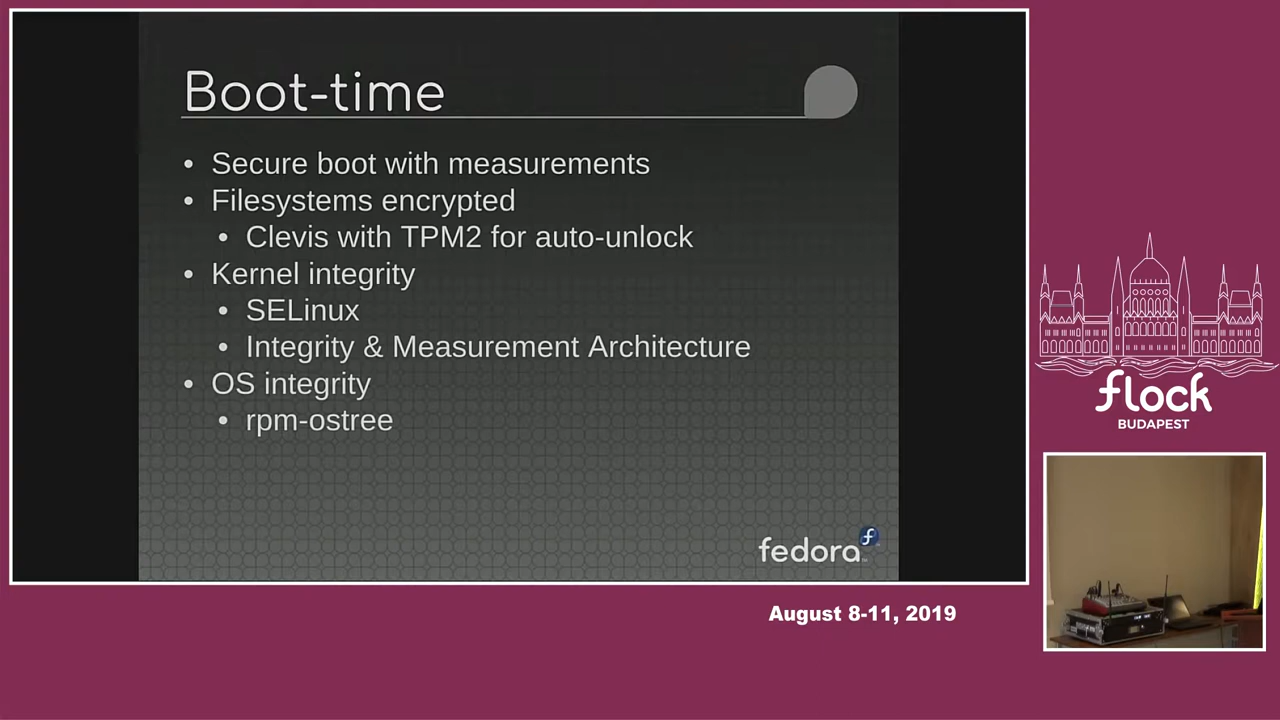 Boot-time
• Secure boot with measurements
• Filesystems encrypted
• Clevis with TPM2 for auto-unlock
• Kernel integrity
• SELinux
• Integrity & Measurement Architecture
• OS integrity
• rpm-ostree
fedora
flock
BUDAPEST
August 8-11, 2019